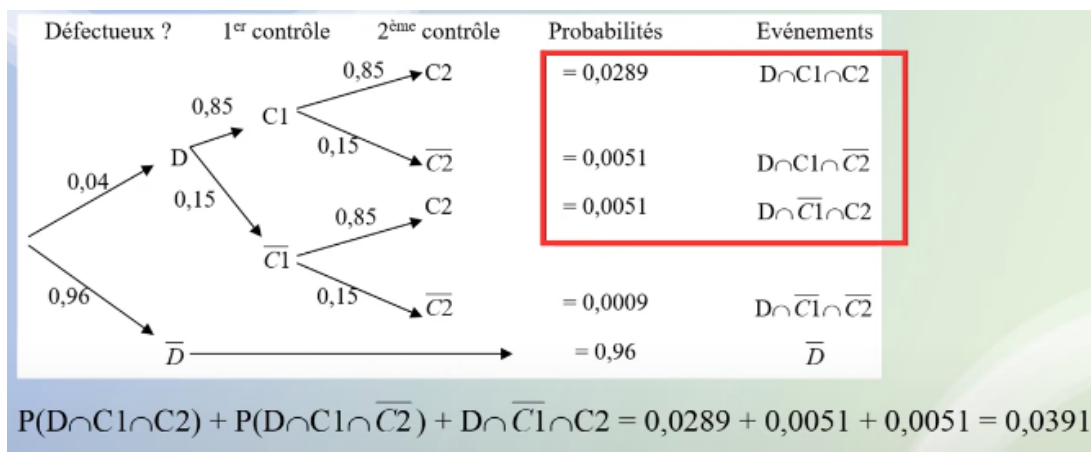 Défectueux ? 1er contrôle 2ème contrôle Probabilités Evénements
0,85 C2 = 0,0289 D∩C1∩C2
0,85 C1
0,15 C̅2̅ = 0,0051 D∩C1∩C̅2̅
D
0,04
0,15 0,85 C2 = 0,0051 D∩C̅1̅∩C2
C̅1̅
0,96 0,15 C̅2̅ = 0,0009 D∩C̅1̅∩C̅2̅
D̅ = 0,96 D̅
P(D∩C1∩C2) + P(D∩C1∩C̅2̅) + D∩C̅1̅∩C2 = 0,0289 + 0,0051 + 0,0051 = 0,0391